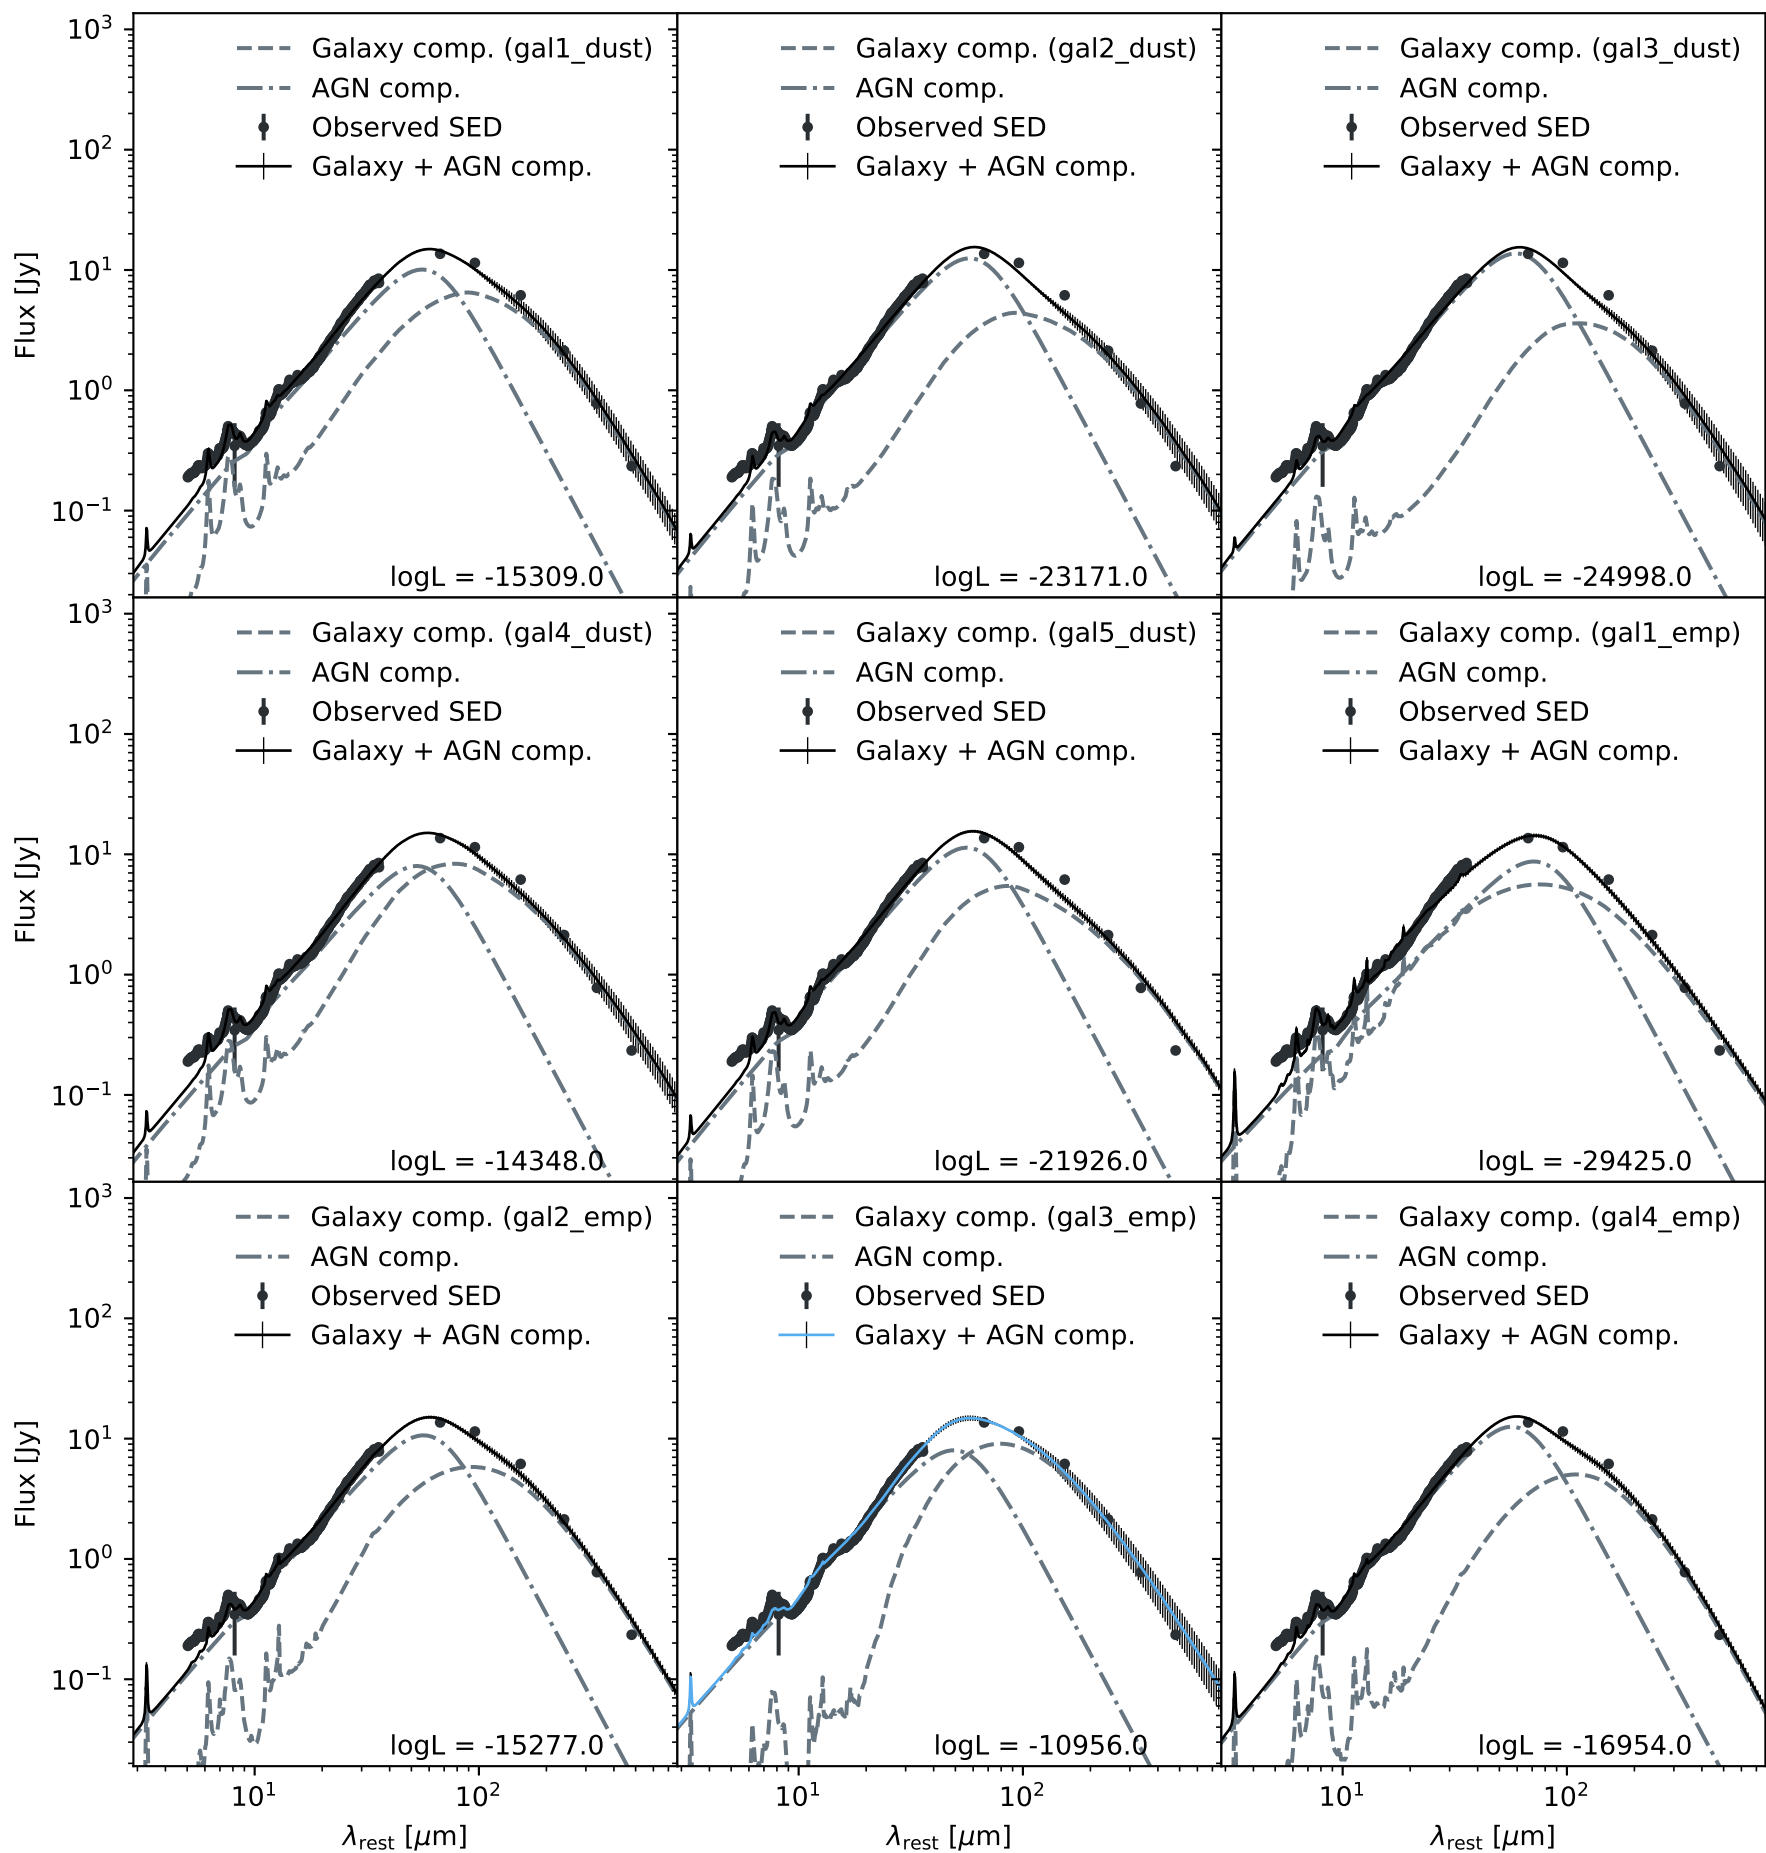 10³
10²
10¹
10⁰
10⁻¹
Flux [Jy]
Galaxy comp. (gal1_dust)
AGN comp.
Observed SED
Galaxy + AGN comp.
logL = -15309.0
Galaxy comp. (gal2_dust)
AGN comp.
Observed SED
Galaxy + AGN comp.
logL = -23171.0
Galaxy comp. (gal3_dust)
AGN comp.
Observed SED
Galaxy + AGN comp.
logL = -24998.0
10³
10²
10¹
10⁰
10⁻¹
Flux [Jy]
Galaxy comp. (gal4_dust)
AGN comp.
Observed SED
Galaxy + AGN comp.
logL = -14348.0
Galaxy comp. (gal5_dust)
AGN comp.
Observed SED
Galaxy + AGN comp.
logL = -21926.0
Galaxy comp. (gal1_emp)
AGN comp.
Observed SED
Galaxy + AGN comp.
logL = -29425.0
10³
10²
10¹
10⁰
10⁻¹
Flux [Jy]
Galaxy comp. (gal2_emp)
AGN comp.
Observed SED
Galaxy + AGN comp.
logL = -15277.0
Galaxy comp. (gal3_emp)
AGN comp.
Observed SED
Galaxy + AGN comp.
logL = -10956.0
Galaxy comp. (gal4_emp)
AGN comp.
Observed SED
Galaxy + AGN comp.
logL = -16954.0
10¹ 10² 10¹ 10² 10¹ 10²
λrest [μm] λrest [μm] λrest [μm]